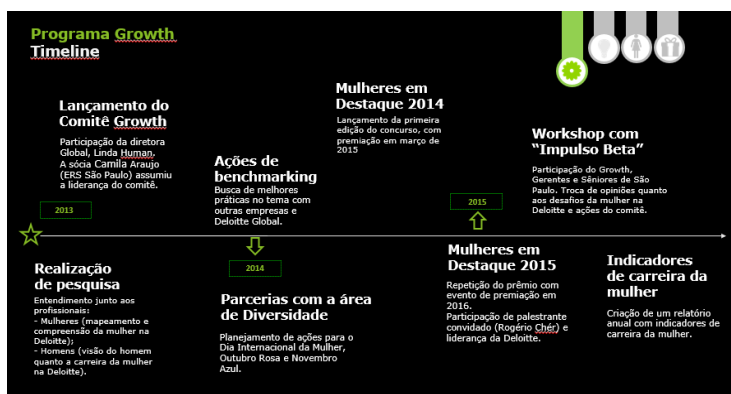 Programa Growth
Timeline
Lançamento do
Comitê Growth
Participação da diretora
Global, Linda Human.
A sócia Camila Araujo
(ERS São Paulo) assumiu
a liderança do comitê.
2013
Realização
de pesquisa
Entendimento junto aos
profissionais:
- Mulheres (mapeamento e
compreensão da mulher na
Deloitte);
- Homens (visão do homem
quanto a carreira da mulher
na Deloitte).
Ações de
benchmarking
Busca de melhores
práticas no tema com
outras empresas e
Deloitte Global.
2014
Parcerias com a área
de Diversidade
Planejamento de ações para o
Dia Internacional da Mulher,
Outubro Rosa e Novembro
Azul.
Mulheres em
Destaque 2014
Lançamento da primeira
edição do concurso, com
premiação em março de
2015
2015
Mulheres em
Destaque 2015
Repetição do prêmio com
evento de premiação em
2016.
Participação de palestrante
convidado (Rogério Chér) e
liderança da Deloitte.
Workshop com
“Impulso Beta”
Participação do Growth,
Gerentes e Sêniores de São
Paulo. Troca de opiniões quanto
aos desafios da mulher na
Deloitte e ações do comitê.
Indicadores
de carreira da
mulher
Criação de um relatório
anual com indicadores de
carreira da mulher.